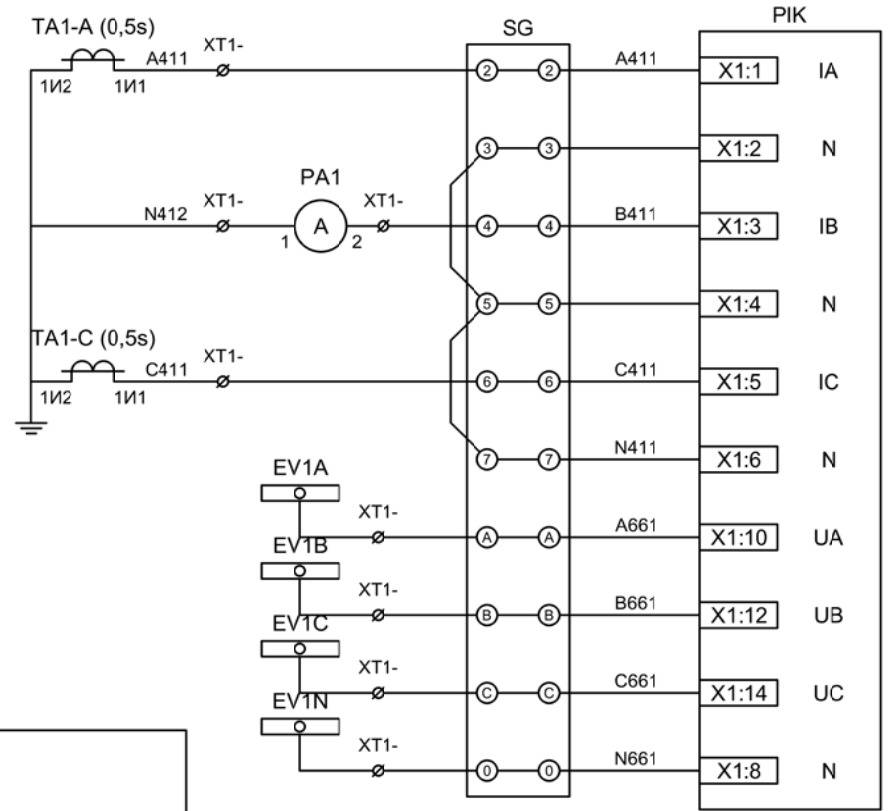 PIK
SG
TA1-A (0,5s)
XT1-
A411
1И2
1И1
2
2
A411
X1:1
IA
3
3
X1:2
N
PA1
XT1-
XT1-
N412
1
A
2
4
4
B411
X1:3
IB
5
5
X1:4
N
TA1-C (0,5s)
XT1-
C411
1И2
1И1
6
6
C411
X1:5
IC
7
7
N411
X1:6
N
EV1A
XT1-
A
A
A661
X1:10
UA
EV1B
XT1-
B
B
B661
X1:12
UB
EV1C
XT1-
C
C
C661
X1:14
UC
EV1N
XT1-
0
0
N661
X1:8
N